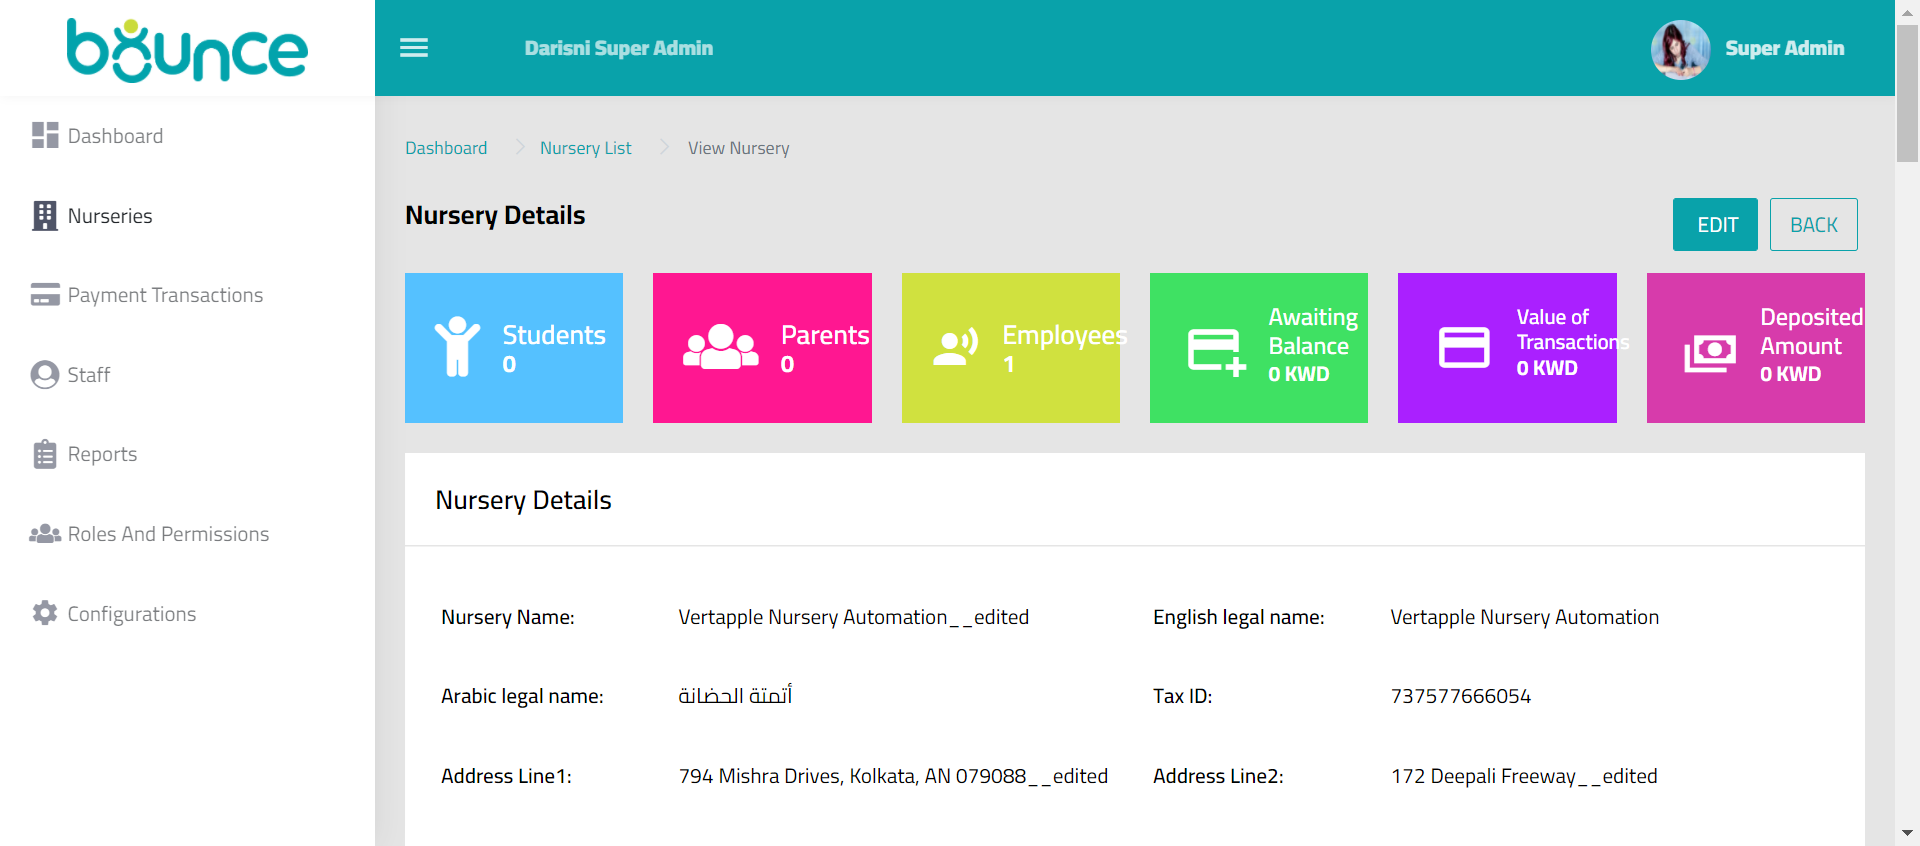 bounce
Darisni Super Admin
Super Admin
Dashboard
Nurseries
Payment Transactions
Staff
Reports
Roles And Permissions
Configurations
Dashboard
Nursery List
View Nursery
Nursery Details
EDIT
BACK
Students
0
Parents
0
Employees
1
Awaiting
Balance
0 KWD
Value of
Transactions
0 KWD
Deposited
Amount
0 KWD
Nursery Details
Nursery Name: Vertapple Nursery Automation__edited
English legal name: Vertapple Nursery Automation
Arabic legal name: أتمتة الحضانة
Tax ID: 737577666054
Address Line1: 794 Mishra Drives, Kolkata, AN 079088__edited
Address Line2: 172 Deepali Freeway__edited